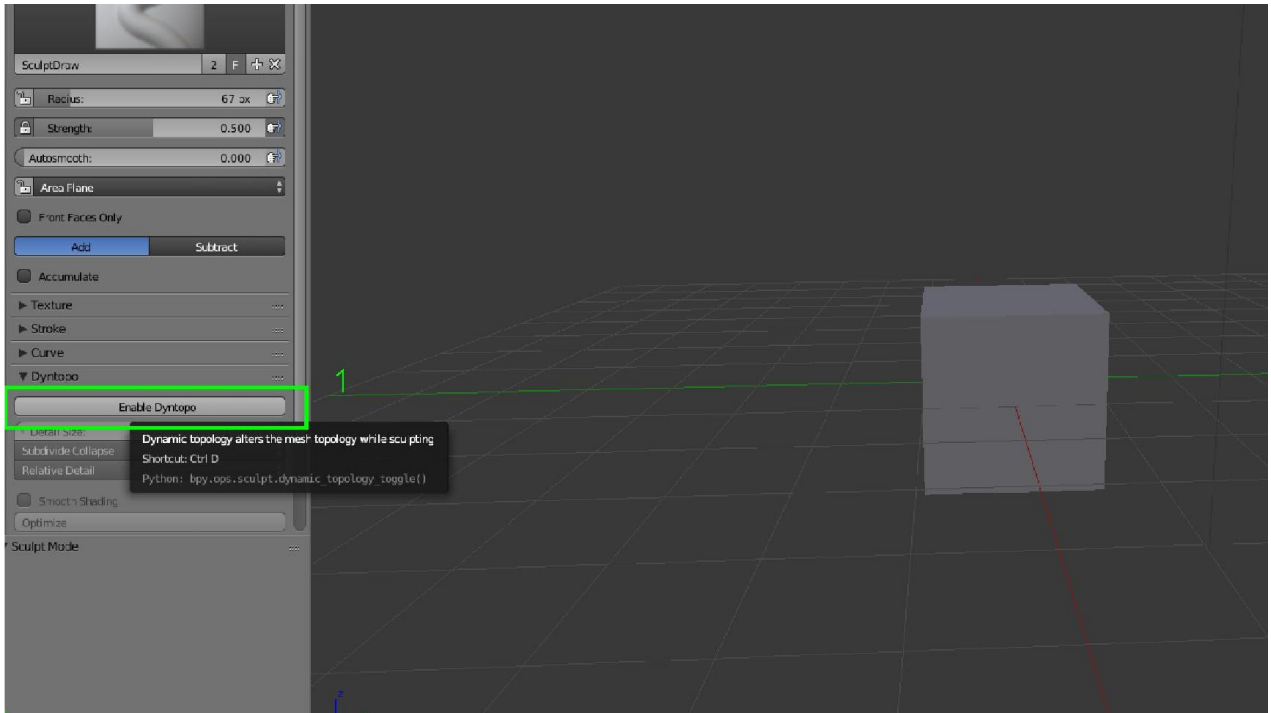 SculptDraw 2 F
Radius: 67 px
Strength: 0.500
Autosmooth: 0.000
Area Plane
Front Faces Only
Add Subtract
Accumulate
Texture
Stroke
Curve
Dyntopo
1
Enable Dyntopo
Detail Size:
Dynamic topology alters the mesh topology while sculpting
Subdivide Collapse
Shortcut: Ctrl D
Relative Detail
Python: bpy.ops.sculpt.dynamic_topology_toggle()
Smooth Shading
Optimize
Sculpt Mode
z